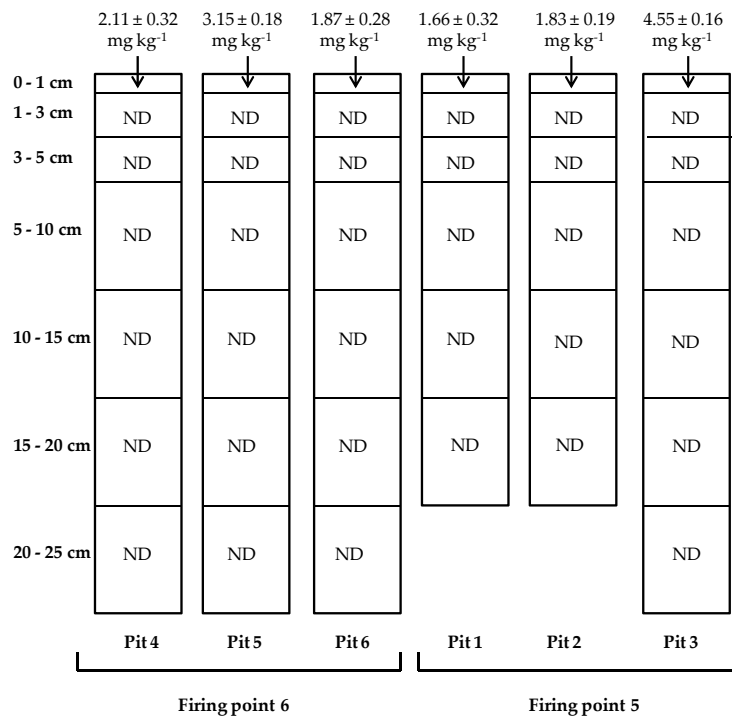 2.11 ± 0.32 3.15 ± 0.18 1.87 ± 0.28 1.66 ± 0.32 1.83 ± 0.19 4.55 ± 0.16
mg kg⁻¹ mg kg⁻¹ mg kg⁻¹ mg kg⁻¹ mg kg⁻¹ mg kg⁻¹
0 - 1 cm
1 - 3 cm ND ND ND ND ND ND
3 - 5 cm ND ND ND ND ND ND
5 - 10 cm ND ND ND ND ND ND
10 - 15 cm ND ND ND ND ND ND
15 - 20 cm ND ND ND ND ND ND
20 - 25 cm ND ND ND ND
Pit 4 Pit 5 Pit 6 Pit 1 Pit 2 Pit 3
Firing point 6 Firing point 5